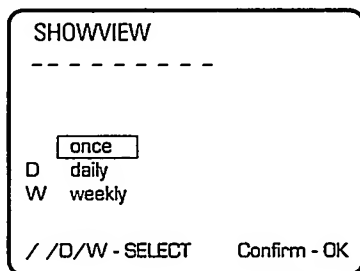 SHOWVIEW
_ _ _ _ _ _ _ _ _
once
D daily
W weekly
/ /D/W - SELECT Confirm - OK